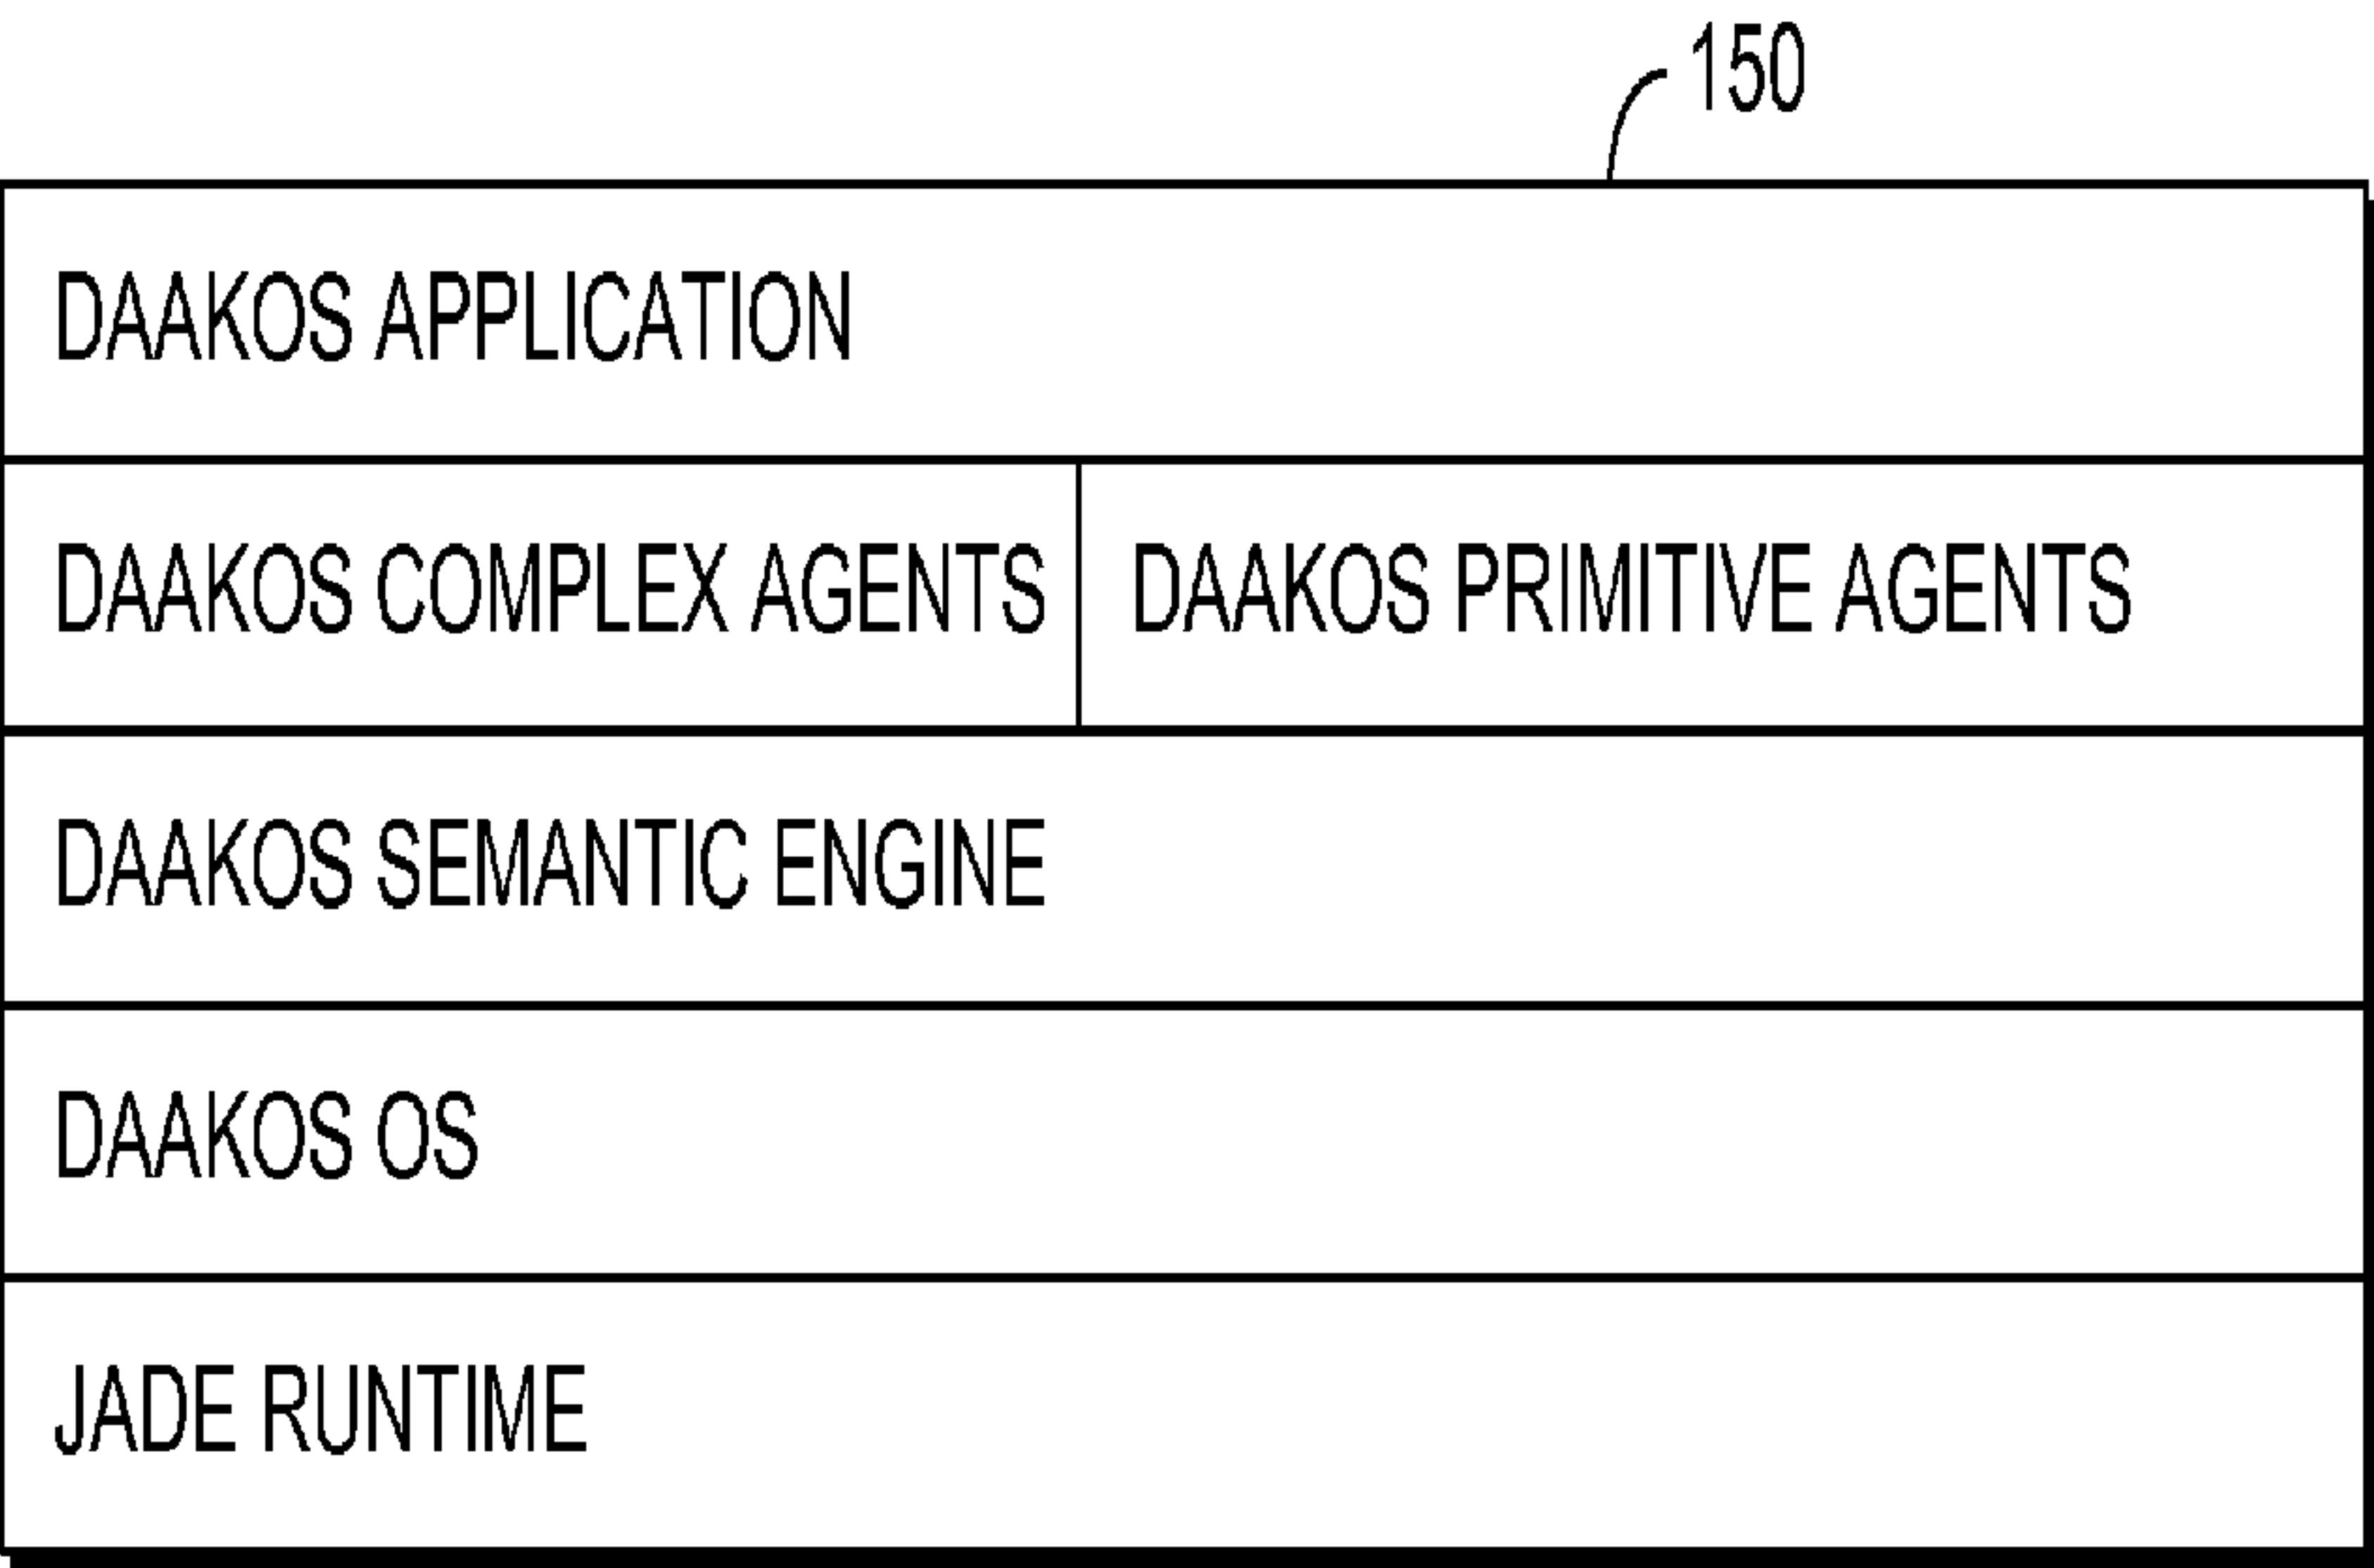 150
DAAKOS APPLICATION
DAAKOS COMPLEX AGENTS DAAKOS PRIMITIVE AGENTS
DAAKOS SEMANTIC ENGINE
DAAKOS OS
JADE RUNTIME